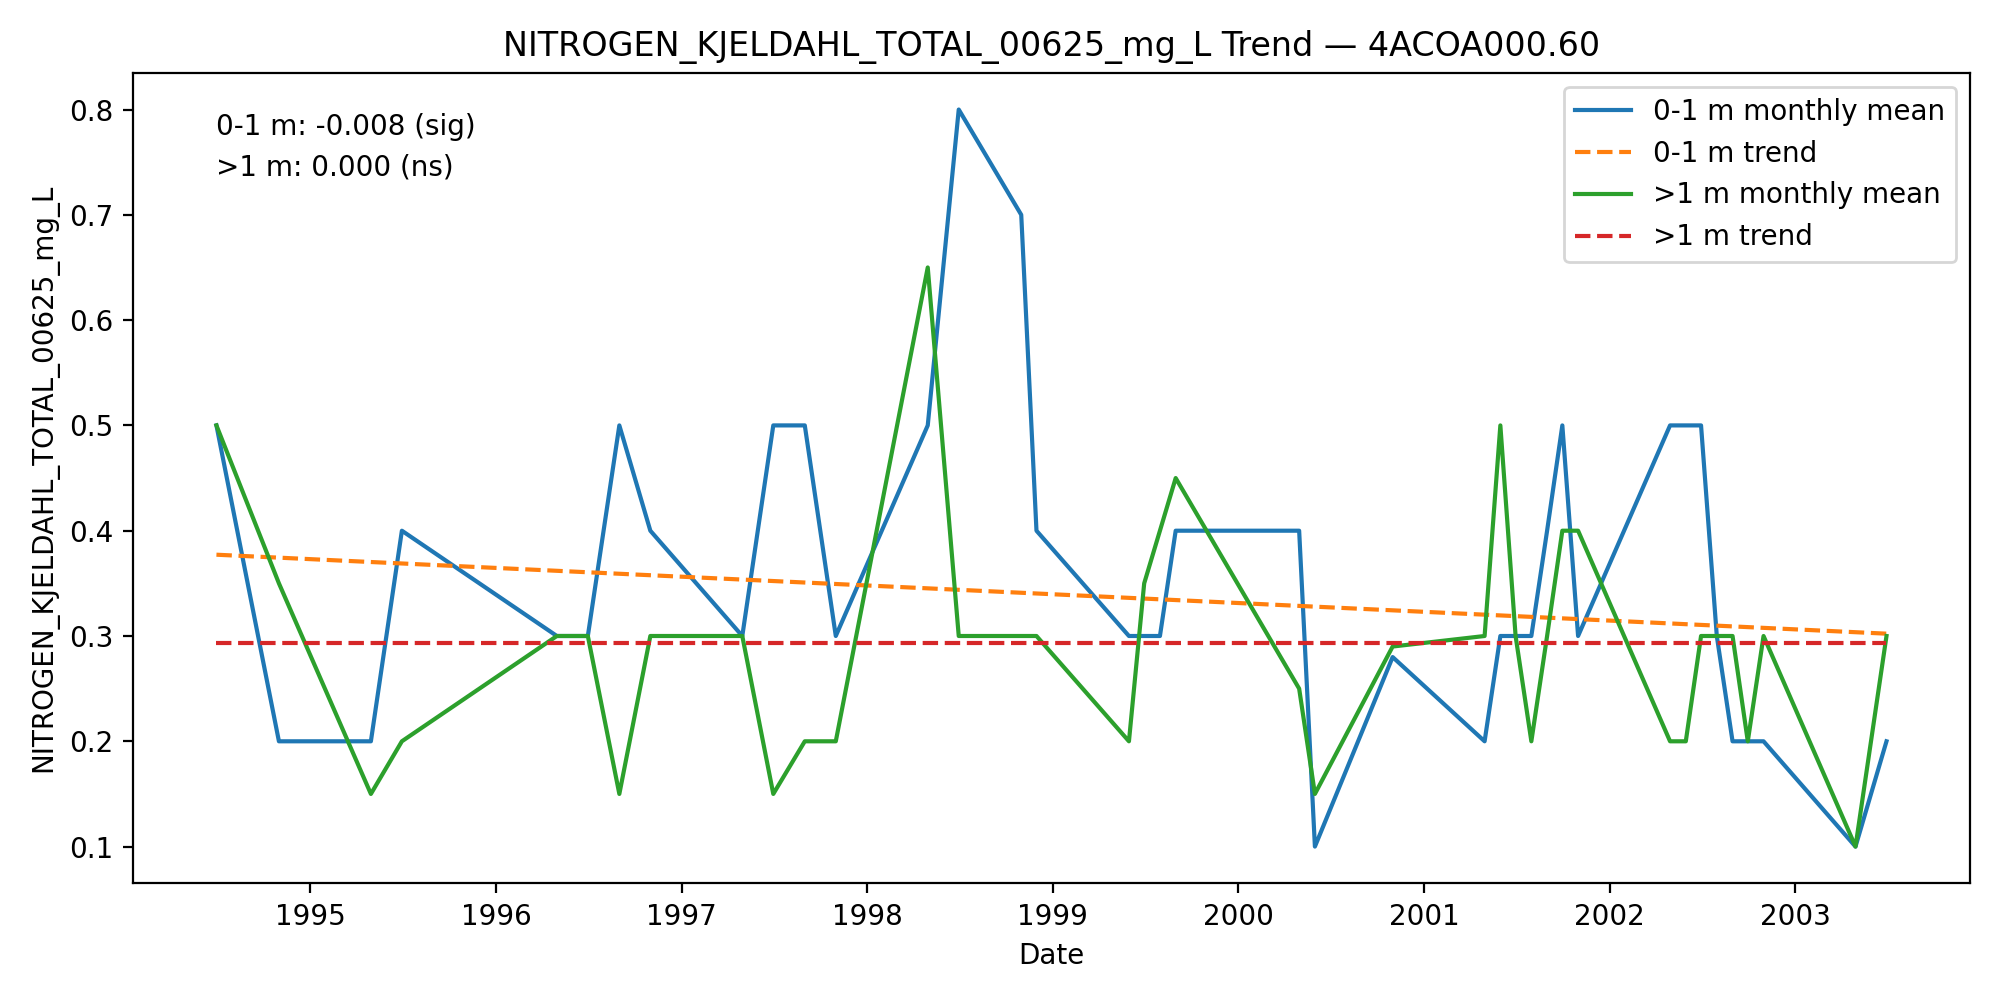 NITROGEN_KJELDAHL_TOTAL_00625_mg_L Trend — 4ACOA000.60
0-1 m: -0.008 (sig)
>1 m: 0.000 (ns)
0-1 m monthly mean
0-1 m trend
>1 m monthly mean
>1 m trend
NITROGEN_KJELDAHL_TOTAL_00625_mg_L
0.8
0.7
0.6
0.5
0.4
0.3
0.2
0.1
1995 1996 1997 1998 1999 2000 2001 2002 2003
Date